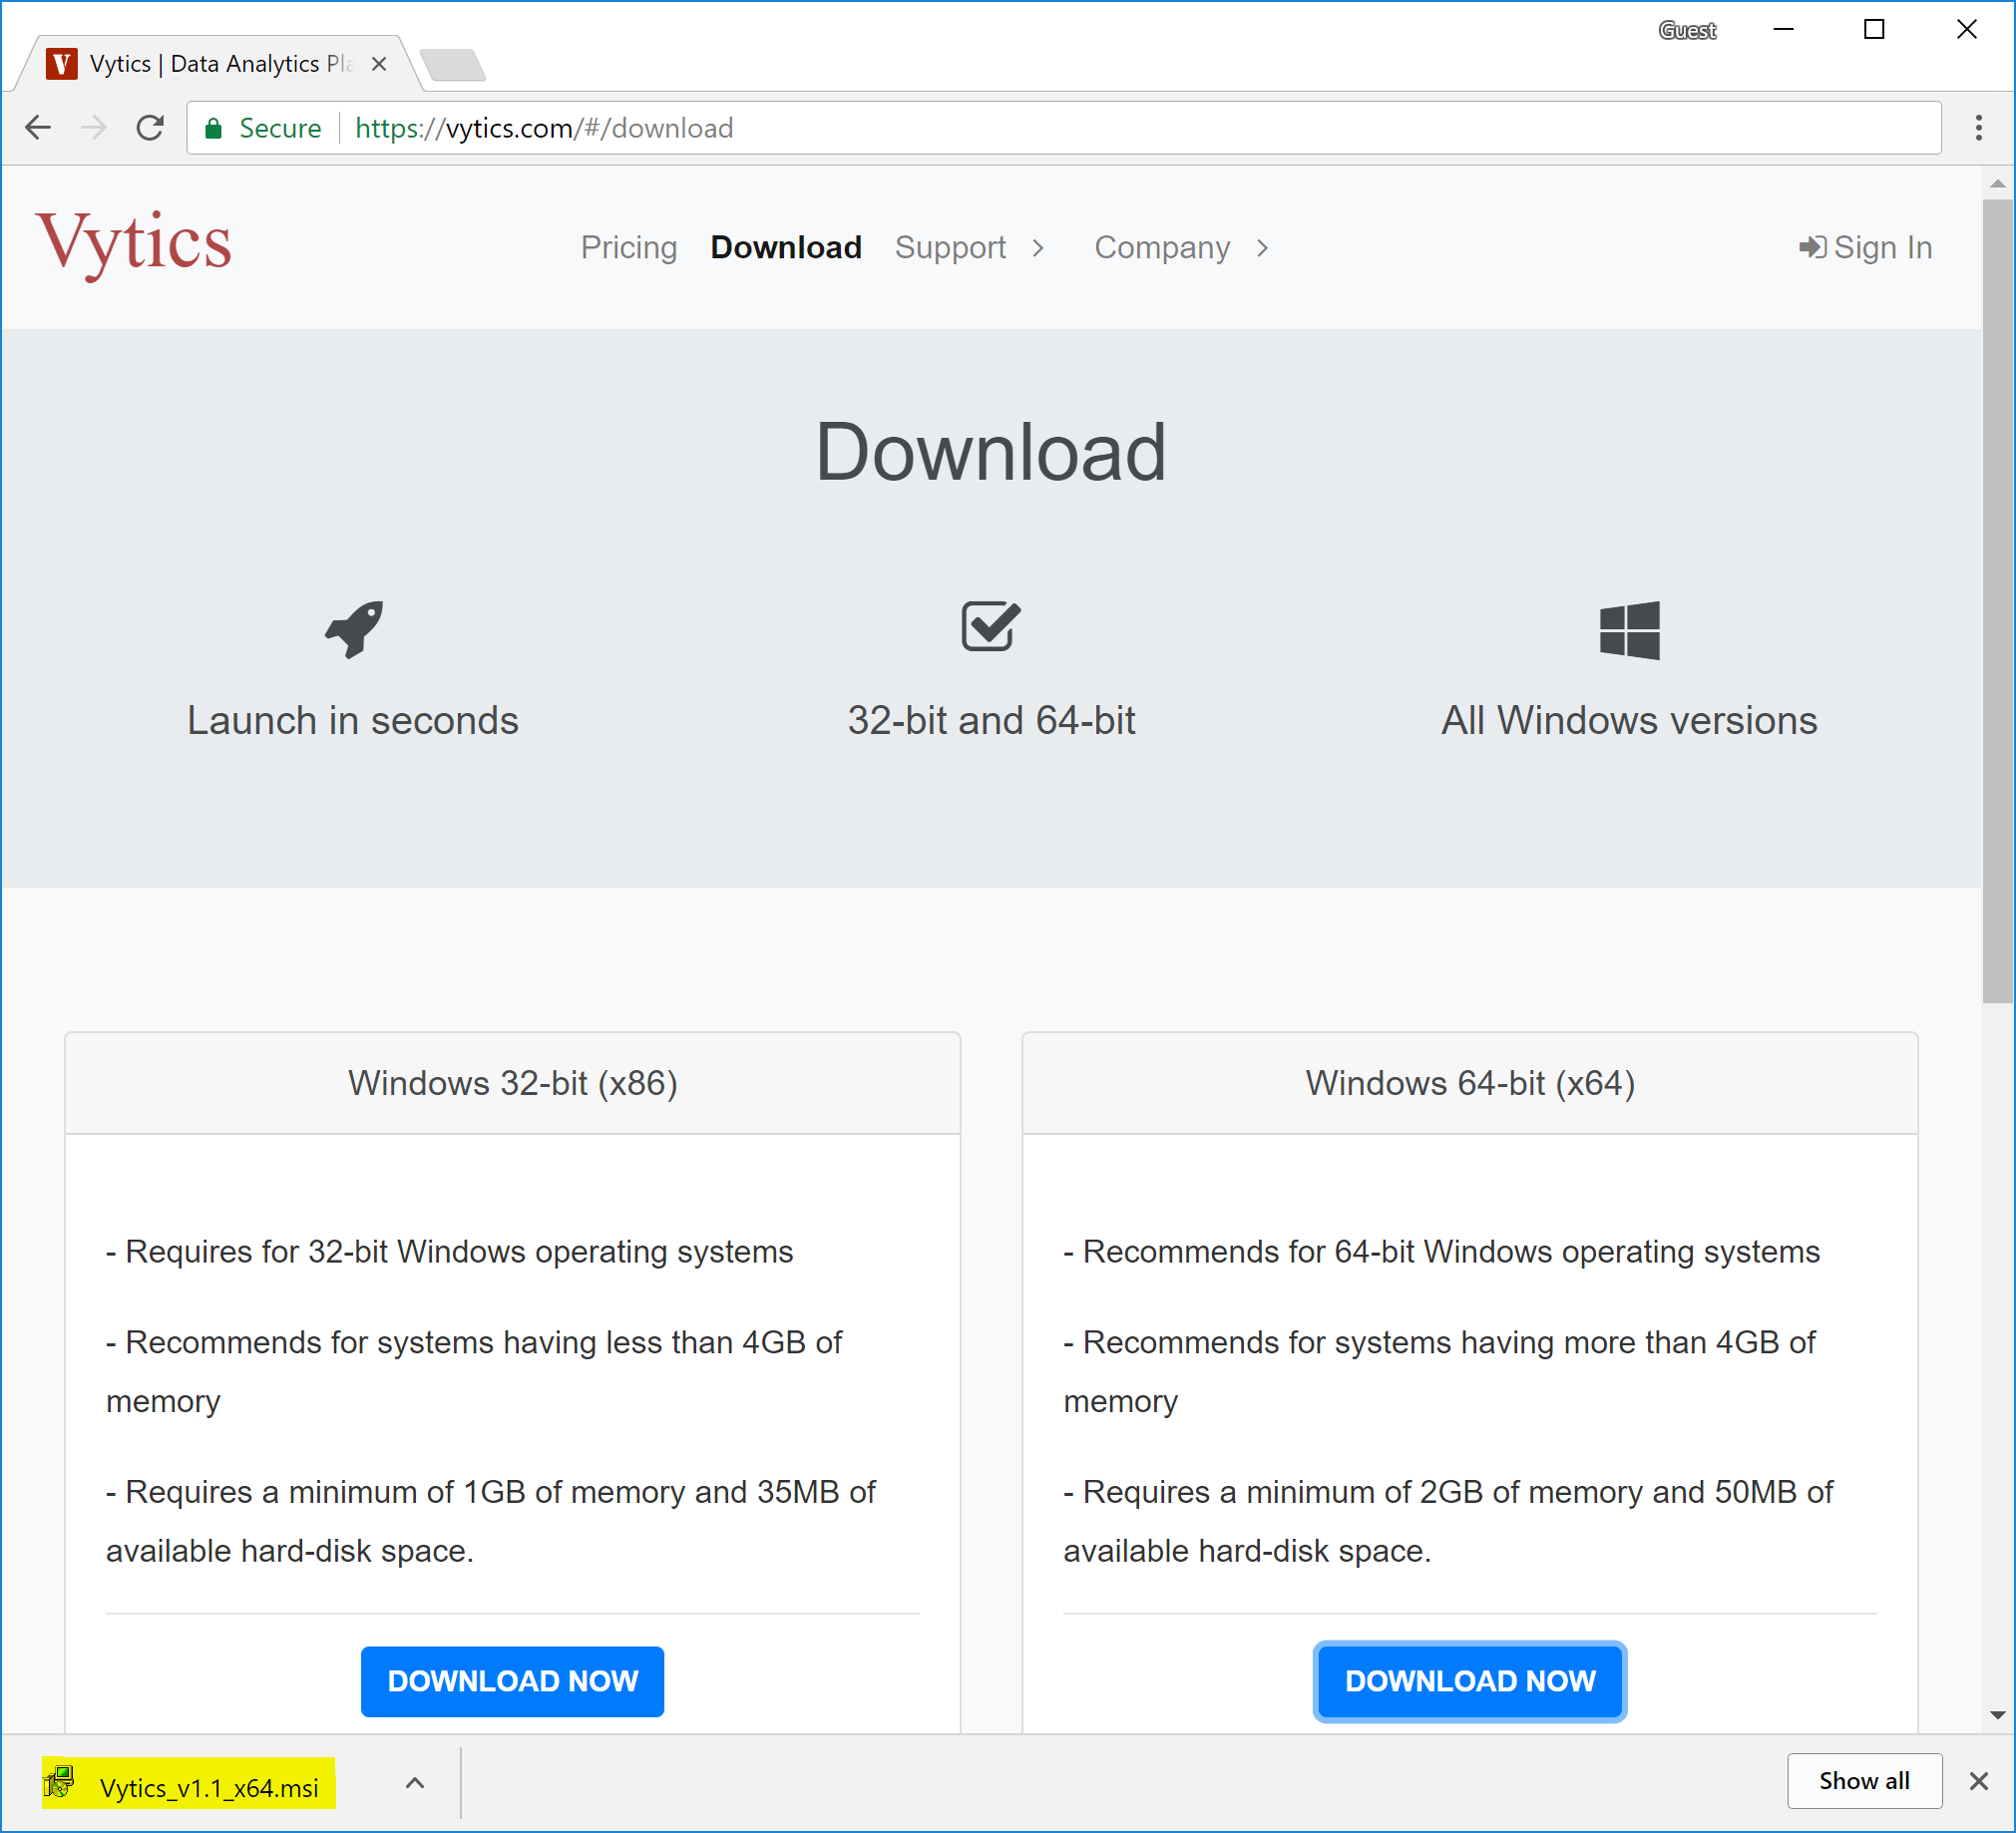 Guest
Vytics | Data Analytics Pla
Secure https://vytics.com/#/download
Vytics
Pricing Download Support Company Sign In
Download
Launch in seconds 32-bit and 64-bit All Windows versions
Windows 32-bit (x86)
- Requires for 32-bit Windows operating systems
- Recommends for systems having less than 4GB of
memory
- Requires a minimum of 1GB of memory and 35MB of
available hard-disk space.
DOWNLOAD NOW
Windows 64-bit (x64)
- Recommends for 64-bit Windows operating systems
- Recommends for systems having more than 4GB of
memory
- Requires a minimum of 2GB of memory and 50MB of
available hard-disk space.
DOWNLOAD NOW
Vytics_v1.1_x64.msi
Show all